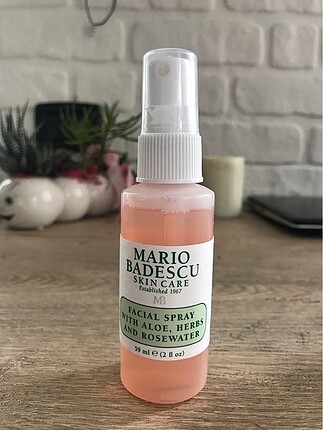 MARIO
BADESCU
SKIN CARE
Established 1967
MB
FACIAL SPRAY
WITH ALOE, HERBS
AND ROSEWATER
59 ml ℮ (2 fl oz)